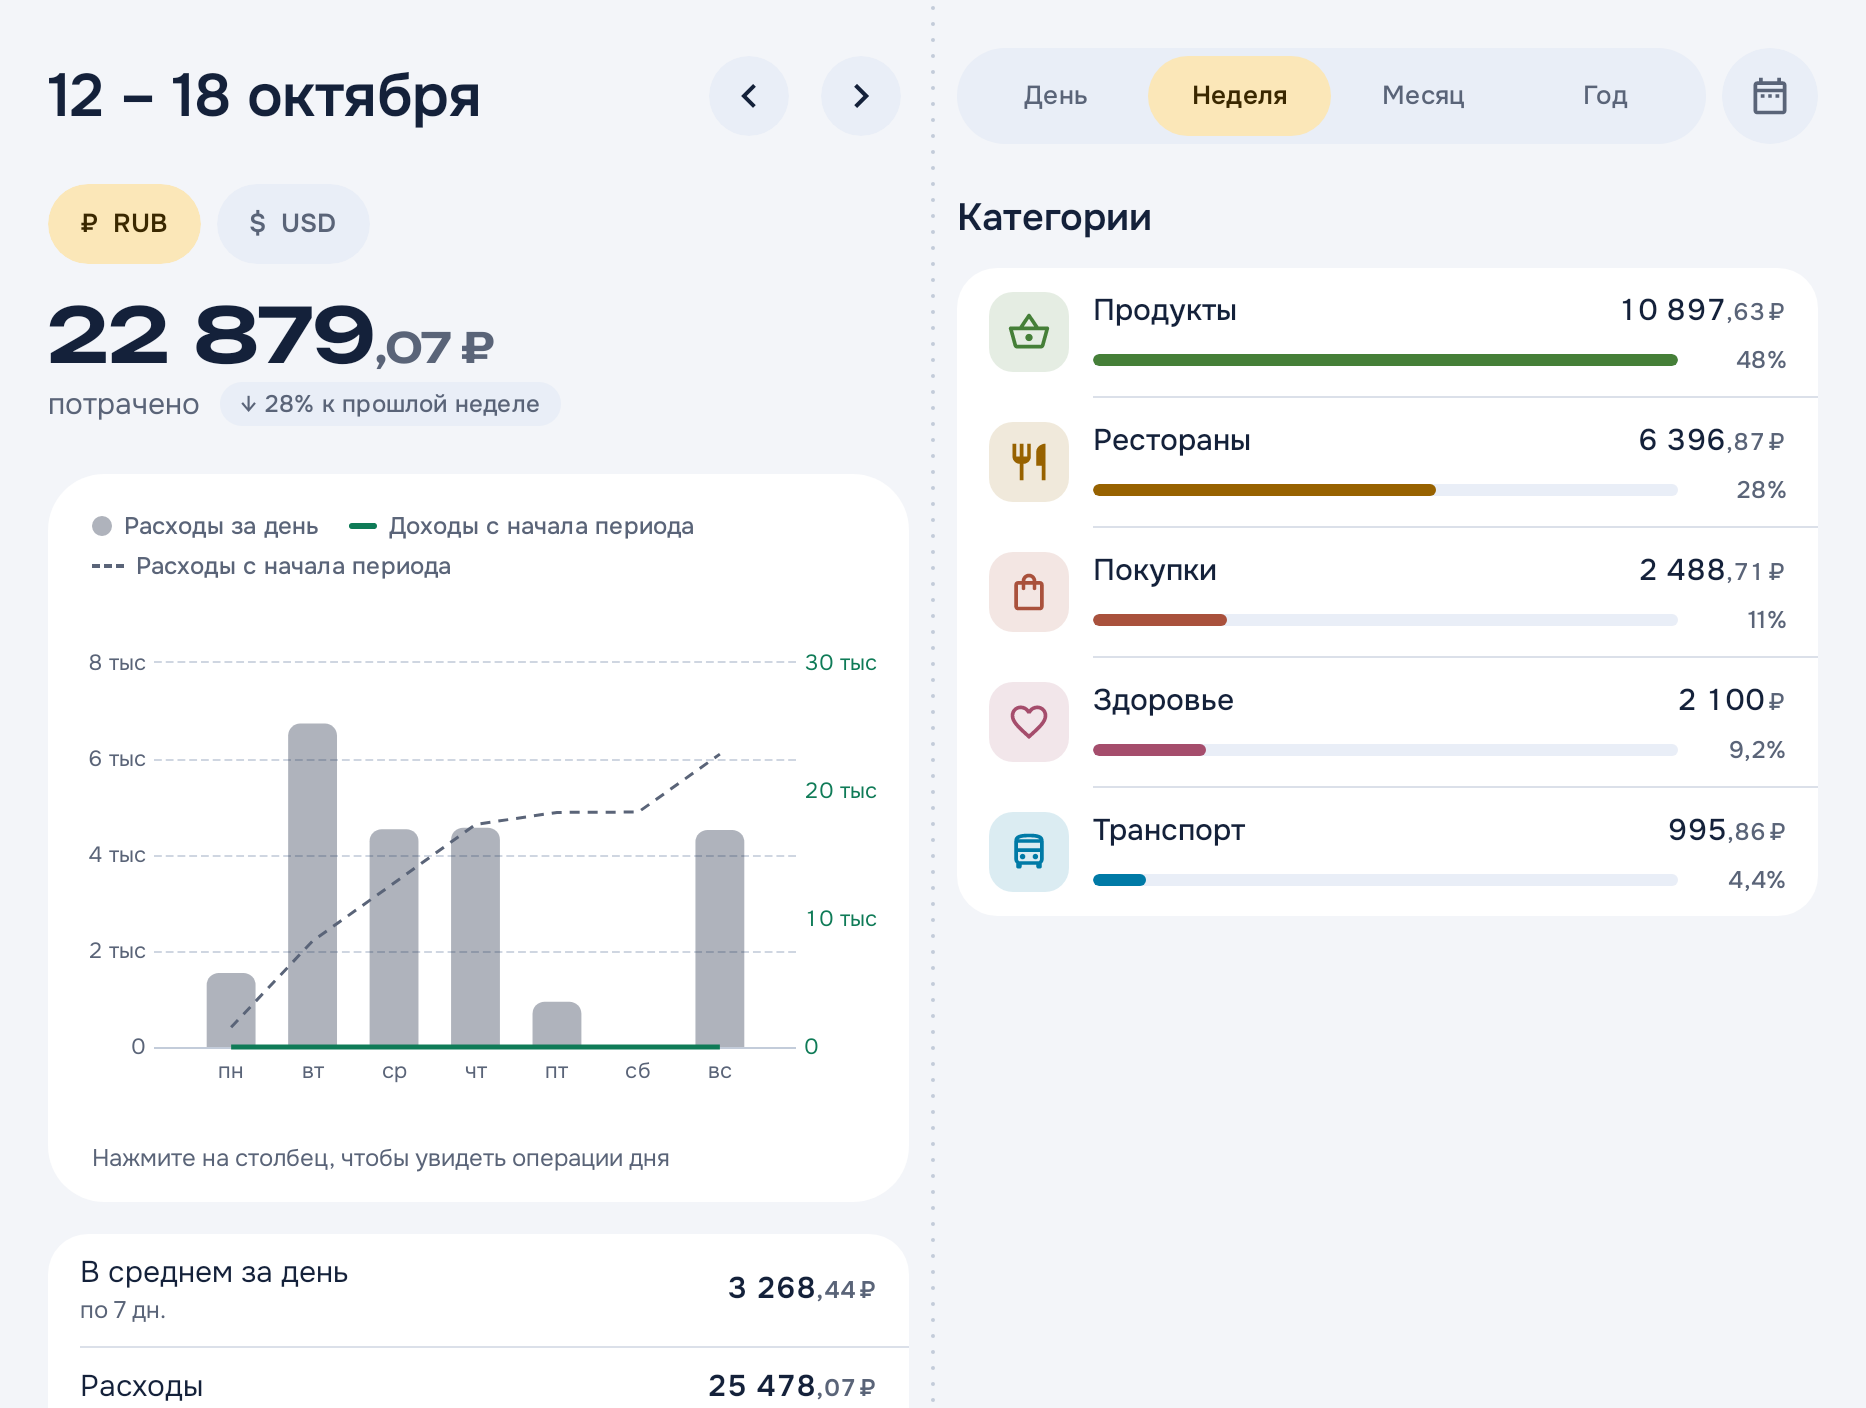 12 – 18 октября
₽ RUB
$ USD
22 879,07 ₽
потрачено
↓ 28% к прошлой неделе
Расходы за день
Доходы с начала периода
Расходы с начала периода
8 тыс
6 тыс
4 тыс
2 тыс
0
30 тыс
20 тыс
10 тыс
0
пн вт ср чт пт сб вс
Нажмите на столбец, чтобы увидеть операции дня
В среднем за день
по 7 дн.
3 268,44 ₽
Расходы
25 478,07 ₽
День
Неделя
Месяц
Год
Категории
Продукты
10 897,63 ₽
48%
Рестораны
6 396,87 ₽
28%
Покупки
2 488,71 ₽
11%
Здоровье
2 100 ₽
9,2%
Транспорт
995,86 ₽
4,4%